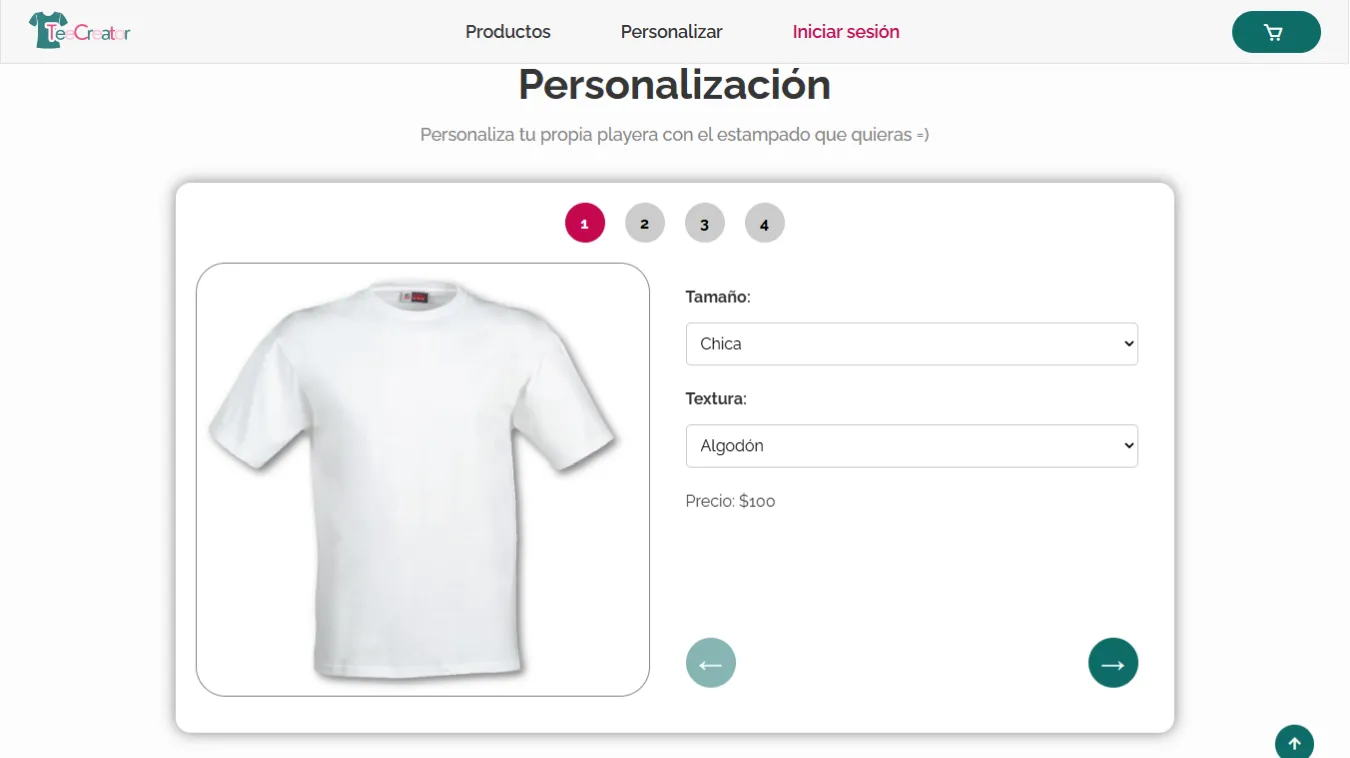 TeeCreator
Productos
Personalizar
Iniciar sesión
Personalización
Personaliza tu propia playera con el estampado que quieras =)
1
2
3
4
Tamaño:
Chica
Textura:
Algodón
Precio: $100
←
→